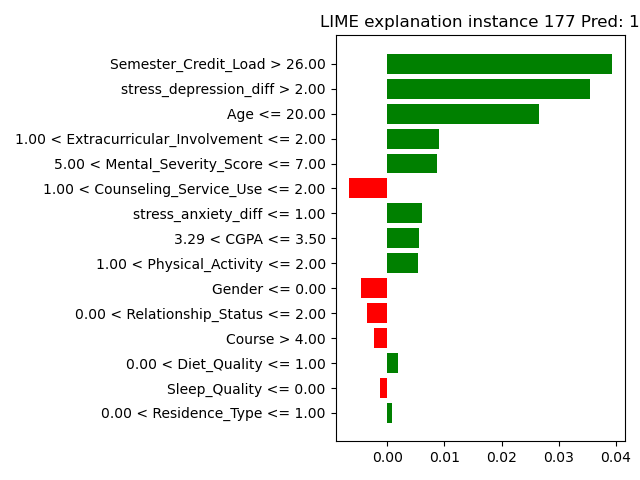 LIME explanation instance 177 Pred: 1
Semester_Credit_Load > 26.00
stress_depression_diff > 2.00
Age <= 20.00
1.00 < Extracurricular_Involvement <= 2.00
5.00 < Mental_Severity_Score <= 7.00
1.00 < Counseling_Service_Use <= 2.00
stress_anxiety_diff <= 1.00
3.29 < CGPA <= 3.50
1.00 < Physical_Activity <= 2.00
Gender <= 0.00
0.00 < Relationship_Status <= 2.00
Course > 4.00
0.00 < Diet_Quality <= 1.00
Sleep_Quality <= 0.00
0.00 < Residence_Type <= 1.00
0.00 0.01 0.02 0.03 0.04